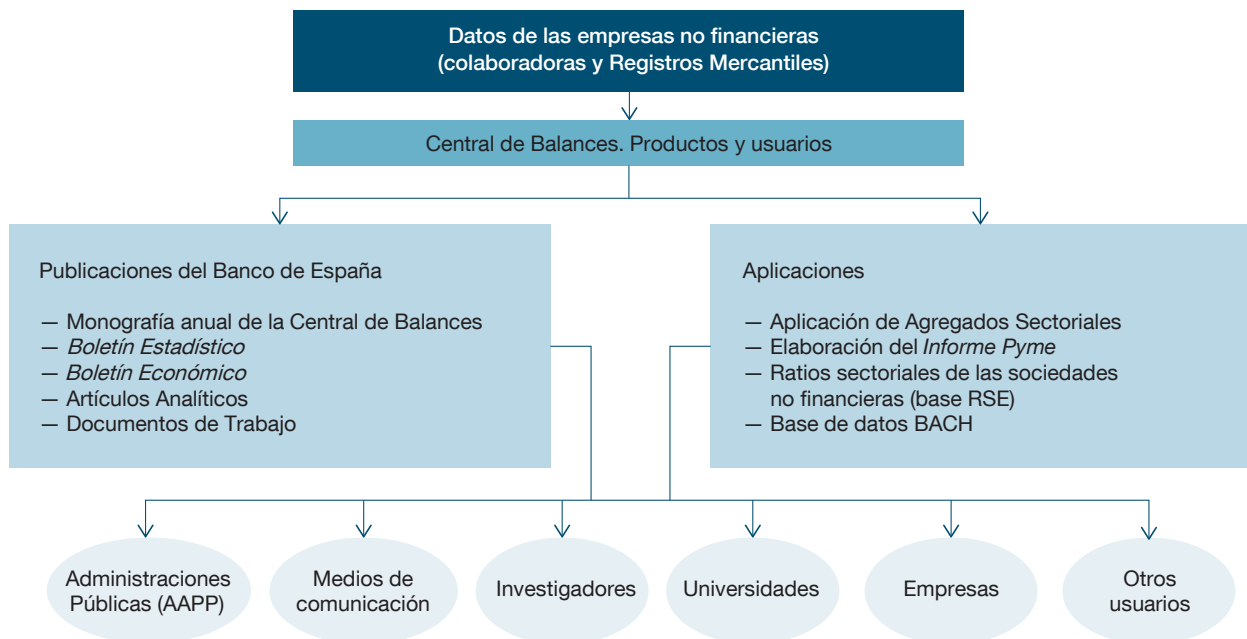 Datos de las empresas no financieras
(colaboradoras y Registros Mercantiles)
Central de Balances. Productos y usuarios
Publicaciones del Banco de España
— Monografía anual de la Central de Balances
— Boletín Estadístico
— Boletín Económico
— Artículos Analíticos
— Documentos de Trabajo
Aplicaciones
— Aplicación de Agregados Sectoriales
— Elaboración del Informe Pyme
— Ratios sectoriales de las sociedades
no financieras (base RSE)
— Base de datos BACH
Administraciones
Públicas (AAPP)
Medios de
comunicación
Investigadores
Universidades
Empresas
Otros
usuarios